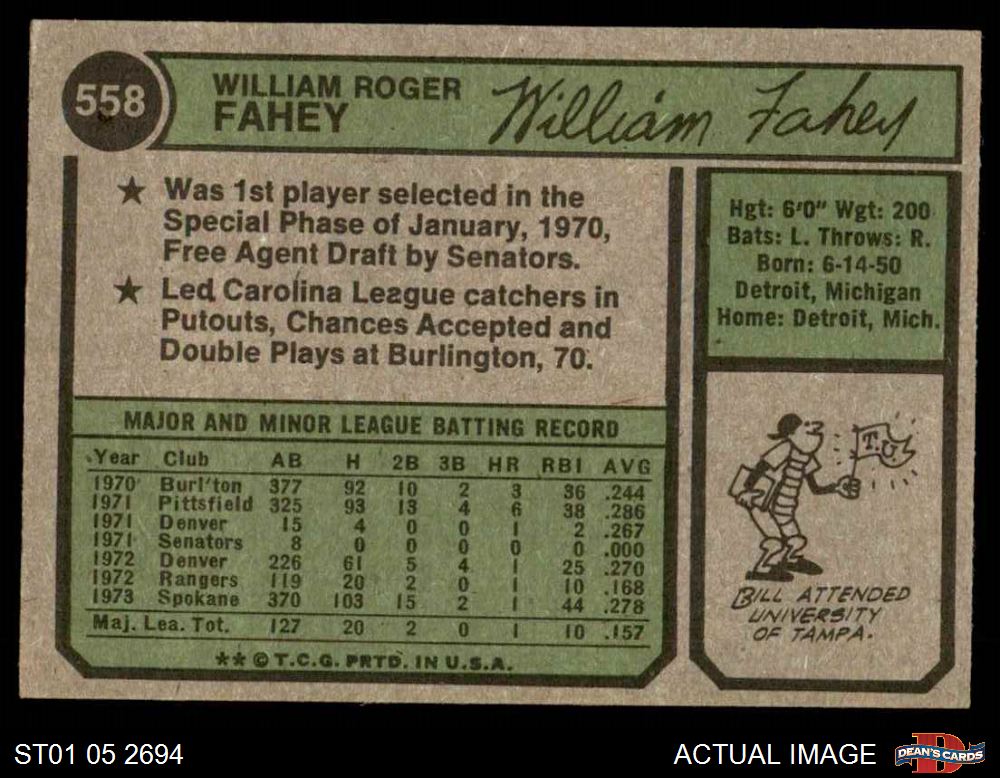 558
WILLIAM ROGER
FAHEY
William Fahey
★ Was 1st player selected in the
Special Phase of January, 1970,
Free Agent Draft by Senators.
★ Led Carolina League catchers in
Putouts, Chances Accepted and
Double Plays at Burlington, 70.
Hgt: 6'0" Wgt: 200
Bats: L. Throws: R.
Born: 6-14-50
Detroit, Michigan
Home: Detroit, Mich.
MAJOR AND MINOR LEAGUE BATTING RECORD
Year Club AB H 2B 3B HR RBI AVG
1970 Burl'ton 377 92 10 2 3 36 .244
1971 Pittsfield 325 93 13 4 6 38 .286
1971 Denver 15 4 0 0 1 2 .267
1971 Senators 8 0 0 0 0 0 .000
1972 Denver 226 61 5 4 1 25 .270
1972 Rangers 119 20 2 0 1 10 .168
1973 Spokane 370 103 15 2 1 44 .278
Maj. Lea. Tot. 127 20 2 0 1 10 .157
★★ © T.C.G. PRTD. IN U.S.A.
T.U.
BILL ATTENDED
UNIVERSITY
OF TAMPA.
ST01 05 2694
ACTUAL IMAGE
D
DEAN'S CARDS